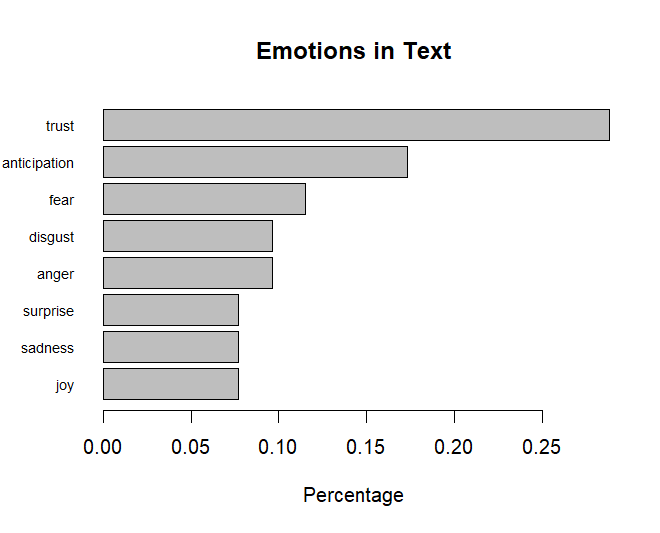 Emotions in Text
trust
anticipation
fear
disgust
anger
surprise
sadness
joy
0.00 0.05 0.10 0.15 0.20 0.25
Percentage